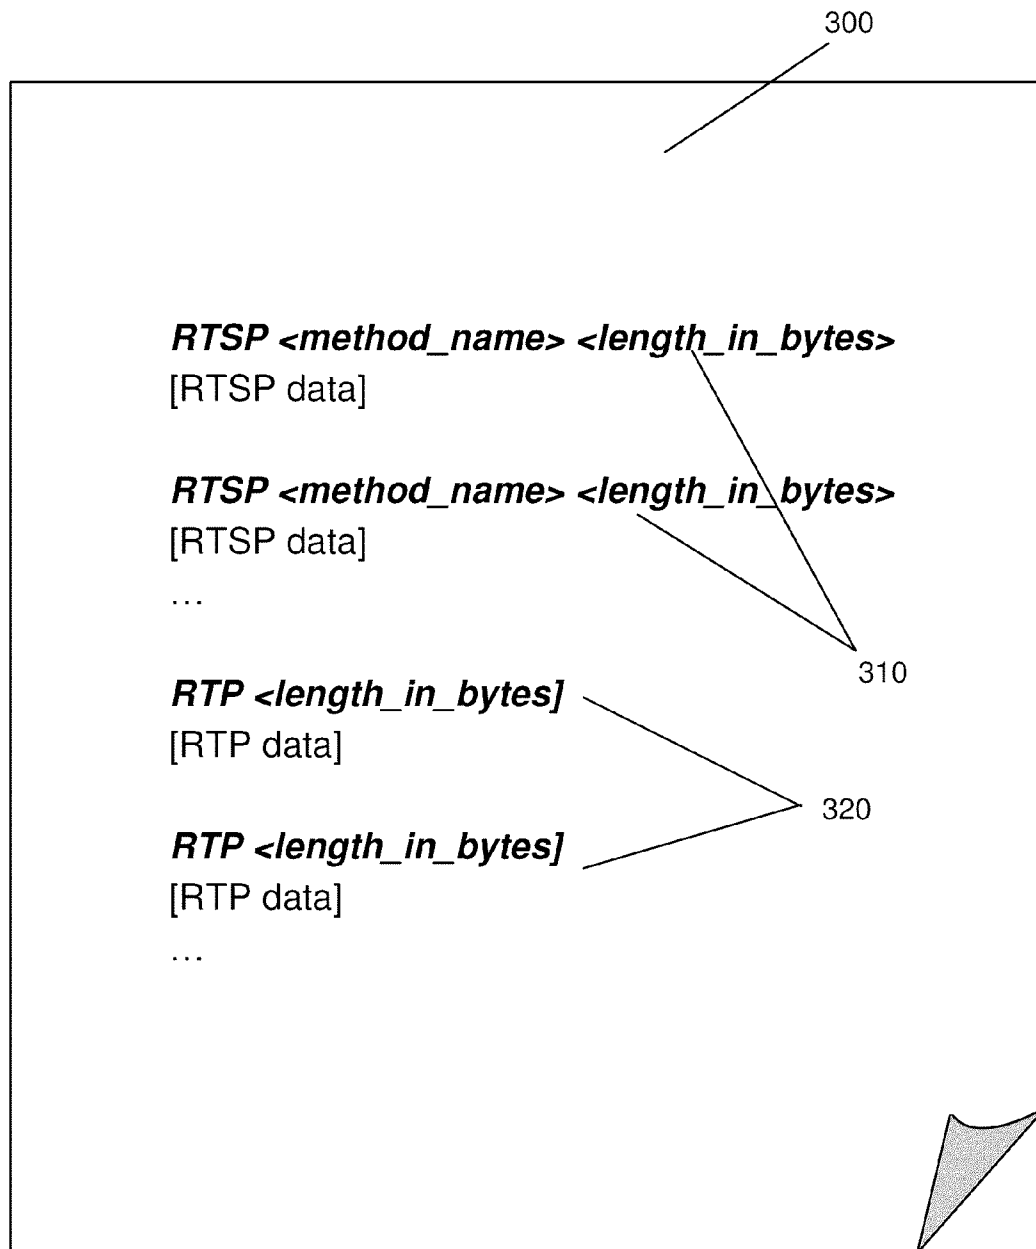 300
RTSP <method_name> <length_in_bytes>
[RTSP data]
RTSP <method_name> <length_in_bytes>
[RTSP data]
...
310
RTP <length_in_bytes]
[RTP data]
320
RTP <length_in_bytes]
[RTP data]
...